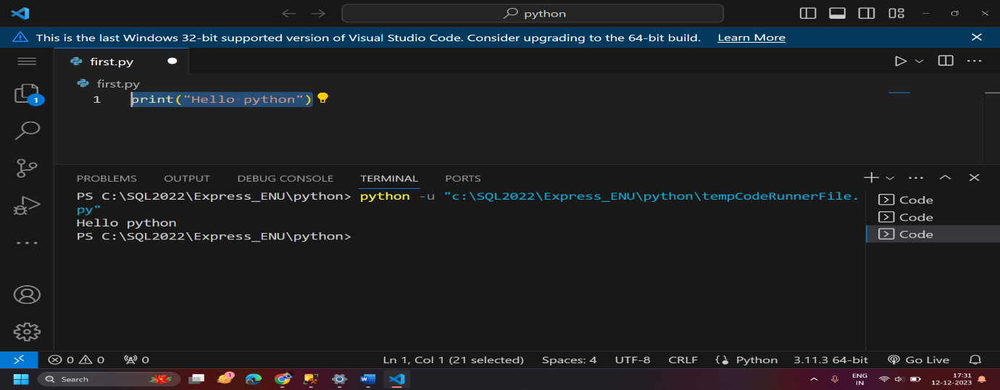 python
This is the last Windows 32-bit supported version of Visual Studio Code. Consider upgrading to the 64-bit build. Learn More
first.py
first.py
1 print("Hello python")
1
PROBLEMS OUTPUT DEBUG CONSOLE TERMINAL PORTS
PS C:\SQL2022\Express_ENU\python> python -u "c:\SQL2022\Express_ENU\python\tempCodeRunnerFile.
py"
Hello python
PS C:\SQL2022\Express_ENU\python>
Code
Code
Code
0 0 0 Ln 1, Col 1 (21 selected) Spaces: 4 UTF-8 CRLF Python 3.11.3 64-bit Go Live
Search 1 ENG 17:31
IN 12-12-2023